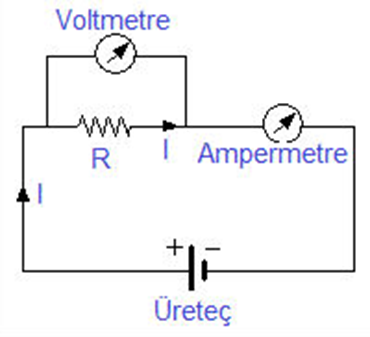 Voltmetre
R
I
Ampermetre
I
+ −
Üreteç